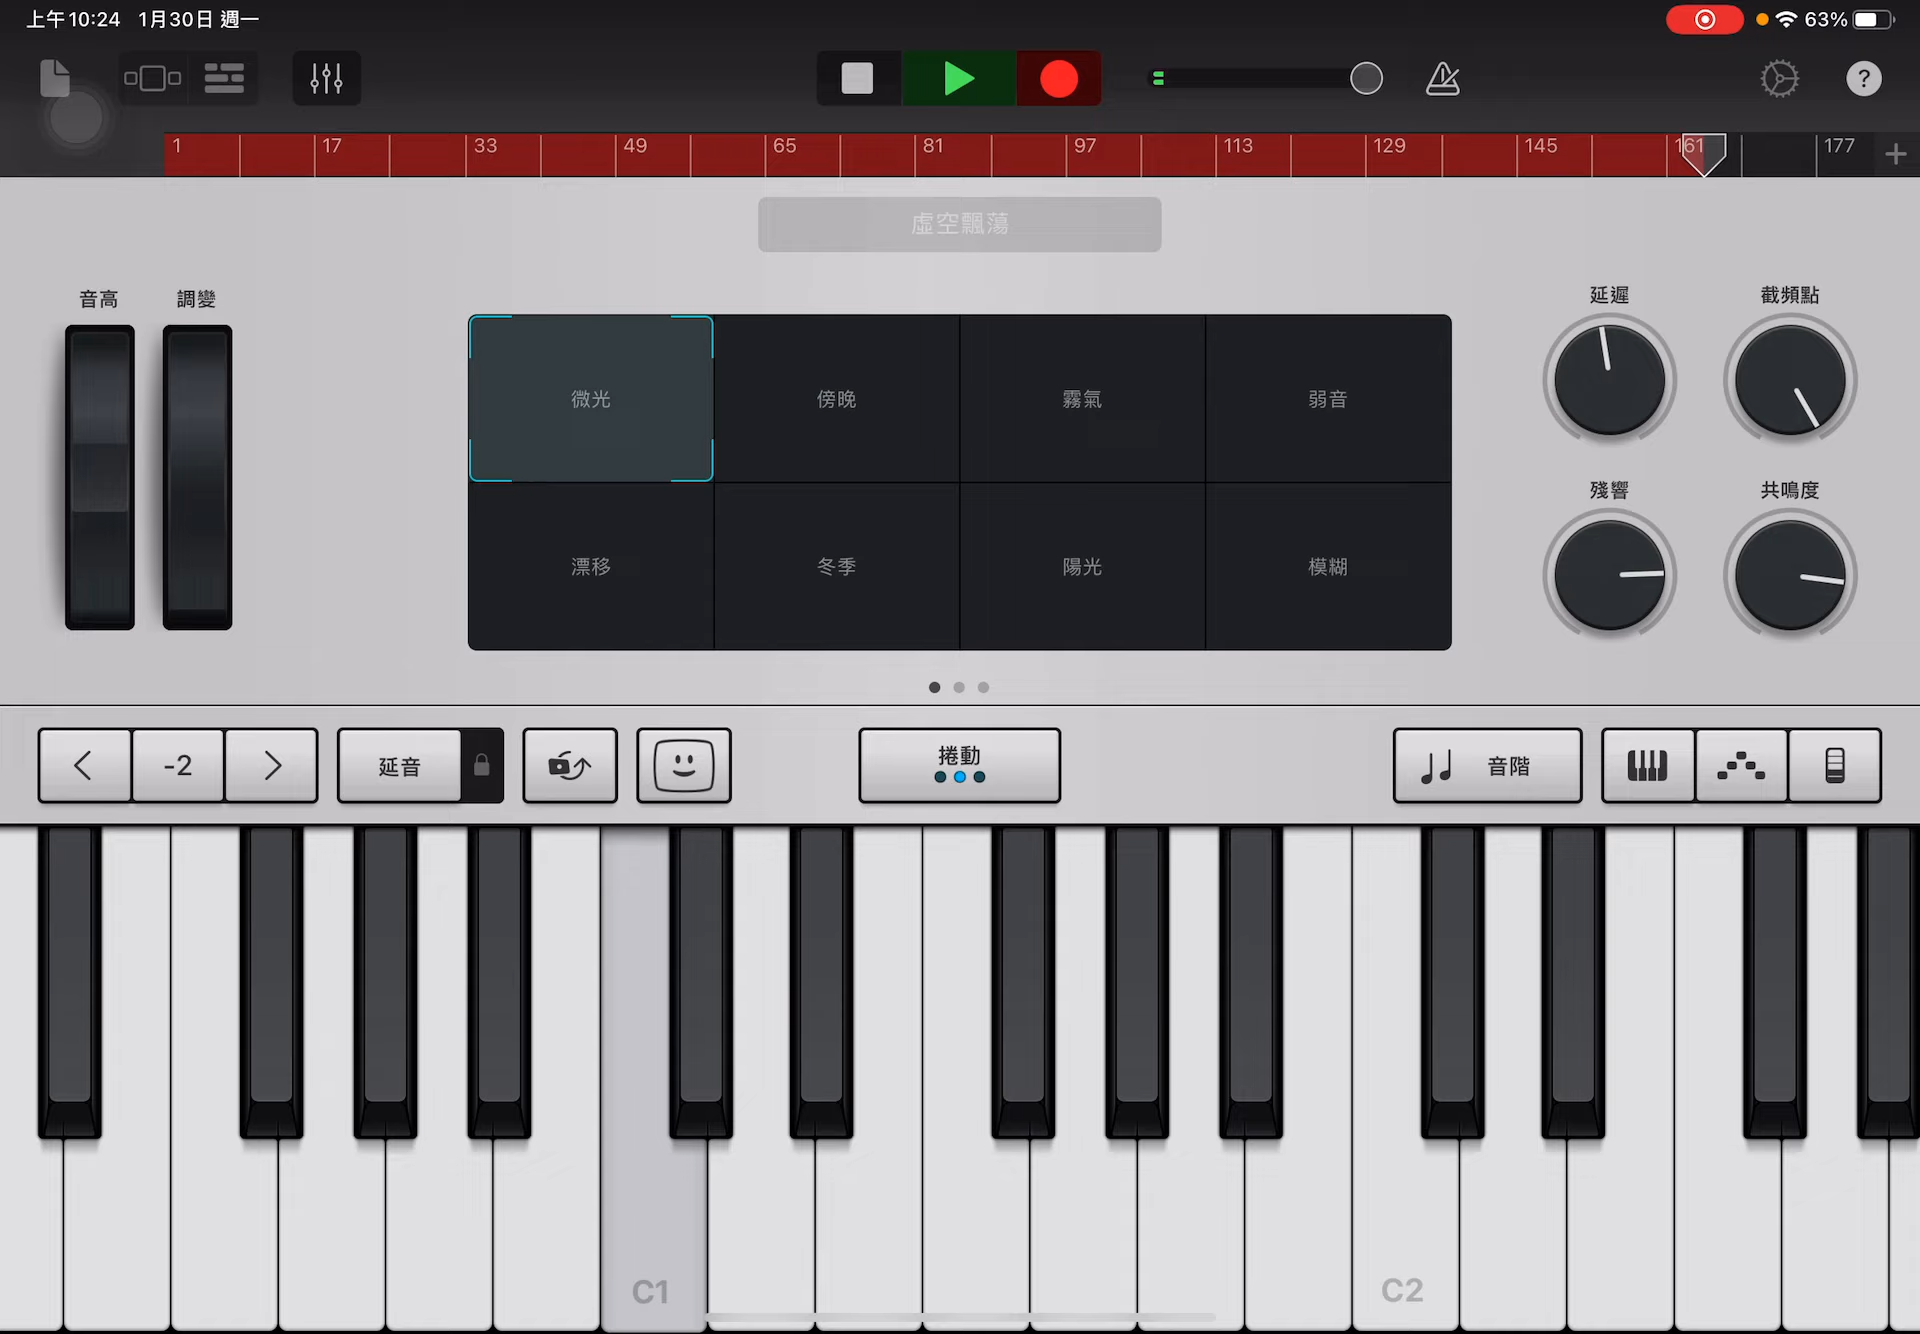 上午10:24 1月30日 週一
63%
?
1 17 33 49 65 81 97 113 129 145 161 177 +
虛空飄蕩
音高 調變
延遲 截頻點
微光 傍晚 霧氣 弱音
殘響 共鳴度
漂移 冬季 陽光 模糊
-2 延音 捲動 音階
C1 C2